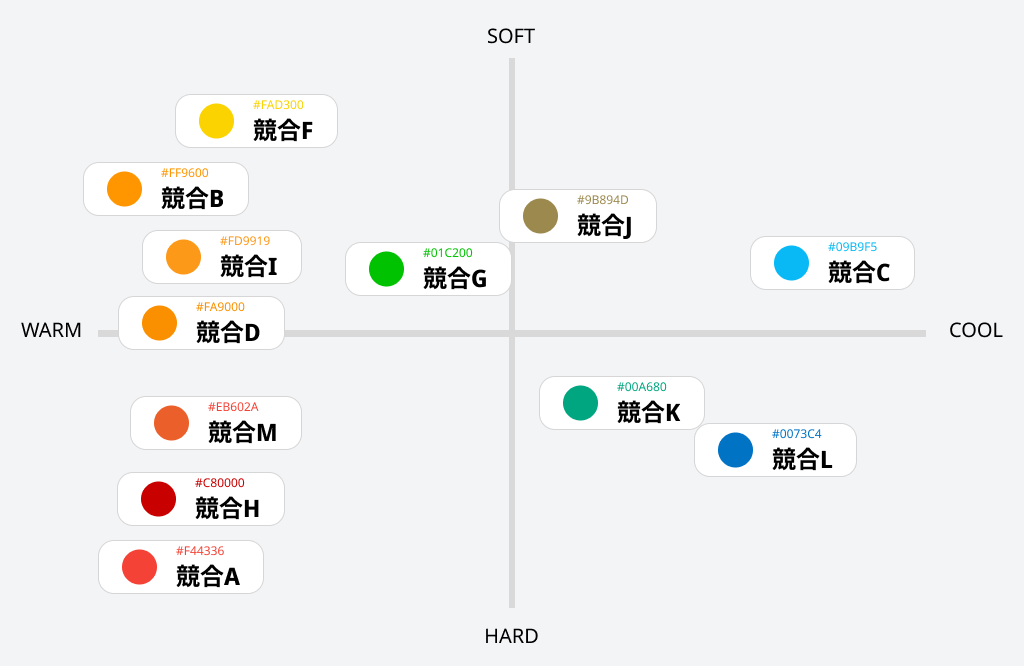 SOFT
#FAD300
競合F
#FF9600
競合B
#9B894D
競合J
#FD9919
競合I
#01C200
競合G
#09B9F5
競合C
#FA9000
競合D
WARM
COOL
#00A680
競合K
#EB602A
競合M
#0073C4
競合L
#C80000
競合H
#F44336
競合A
HARD